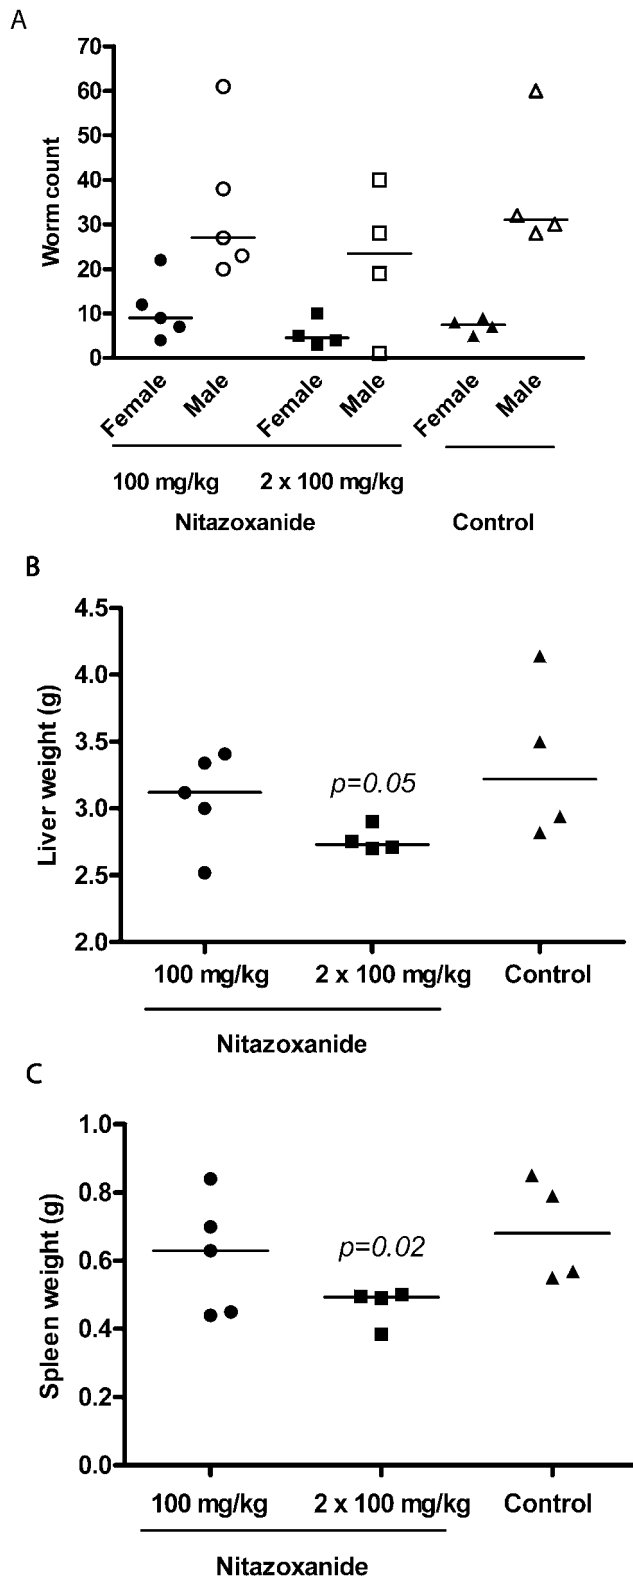 A
70
60
50
40
30
20
10
0
Worm count
Female Male Female Male Female Male
100 mg/kg 2 x 100 mg/kg
Nitazoxanide Control
B
4.5
4.0
3.5
3.0
2.5
2.0
Liver weight (g)
p=0.05
100 mg/kg 2 x 100 mg/kg Control
Nitazoxanide
C
1.0
0.8
0.6
0.4
0.2
0.0
Spleen weight (g)
p=0.02
100 mg/kg 2 x 100 mg/kg Control
Nitazoxanide